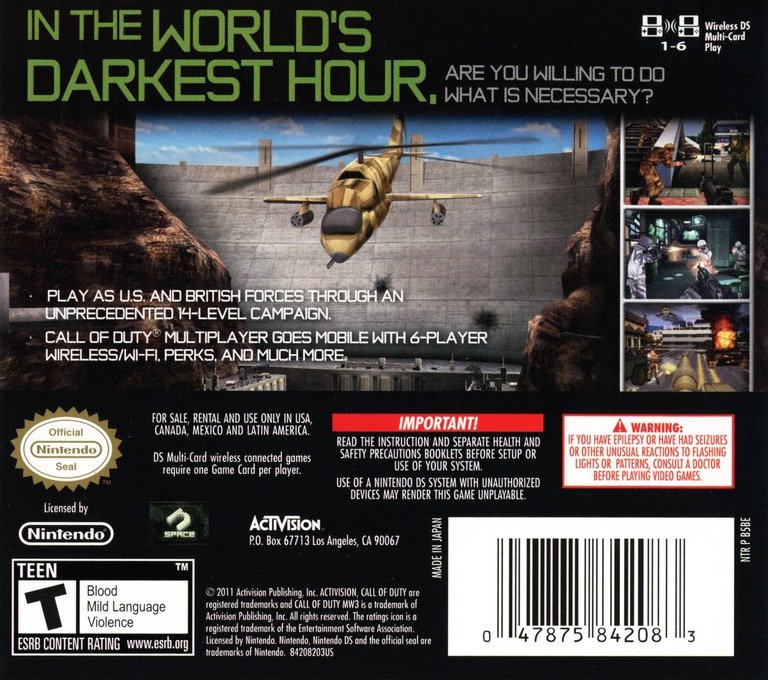 IN THE WORLD'S
DARKEST HOUR.
ARE YOU WILLING TO DO
WHAT IS NECESSARY?
1-6
Wireless DS
Multi-Card
Play
· PLAY AS U.S. AND BRITISH FORCES THROUGH AN
UNPRECEDENTED 14-LEVEL CAMPAIGN.
· CALL OF DUTY® MULTIPLAYER GOES MOBILE WITH 6-PLAYER
WIRELESS/WI-FI, PERKS, AND MUCH MORE.
Official
Nintendo
Seal
TM
Licensed by
Nintendo®
FOR SALE, RENTAL AND USE ONLY IN USA,
CANADA, MEXICO AND LATIN AMERICA.
DS Multi-Card wireless connected games
require one Game Card per player.
SPACE
ACTIVISION®
P.O. Box 67713 Los Angeles, CA 90067
IMPORTANT!
READ THE INSTRUCTION AND SEPARATE HEALTH AND
SAFETY PRECAUTIONS BOOKLETS BEFORE SETUP OR
USE OF YOUR SYSTEM.
USE OF A NINTENDO DS SYSTEM WITH UNAUTHORIZED
DEVICES MAY RENDER THIS GAME UNPLAYABLE.
WARNING:
IF YOU HAVE EPILEPSY OR HAVE HAD SEIZURES
OR OTHER UNUSUAL REACTIONS TO FLASHING
LIGHTS OR PATTERNS, CONSULT A DOCTOR
BEFORE PLAYING VIDEO GAMES.
TEEN
TM
T
Blood
Mild Language
Violence
ESRB CONTENT RATING www.esrb.org
© 2011 Activision Publishing, Inc. ACTIVISION, CALL OF DUTY are
registered trademarks and CALL OF DUTY MW3 is a trademark of
Activision Publishing, Inc. All rights reserved. The ratings icon is a
registered trademark of the Entertainment Software Association.
Licensed by Nintendo. Nintendo, Nintendo DS and the official seal are
trademarks of Nintendo. 84208203US
MADE IN JAPAN
0 47875 84208 3
NTR P B5BE